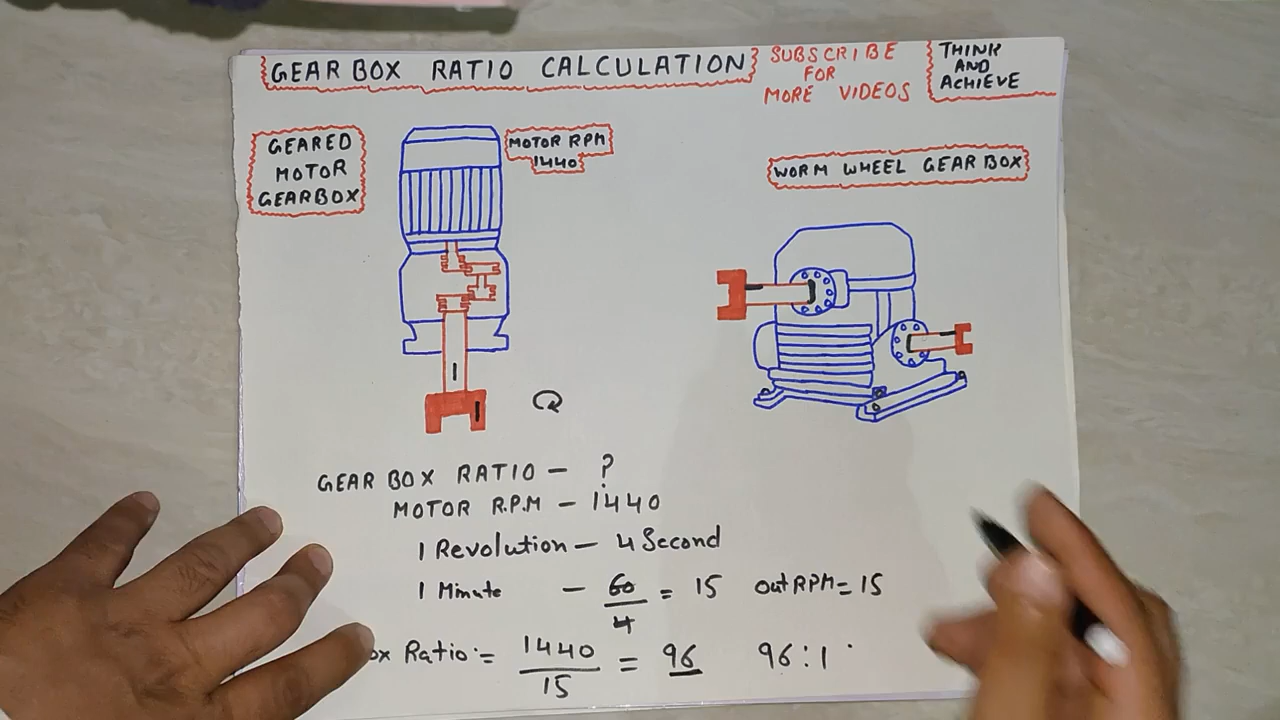 GEAR BOX RATIO CALCULATION
SUBSCRIBE
FOR
MORE VIDEOS
THINK
AND
ACHIEVE
GEARED
MOTOR
GEARBOX
MOTOR RPM
1440
WORM WHEEL GEAR BOX
GEAR BOX RATIO – ?
MOTOR R.P.M – 1440
1 Revolution – 4 Second
1 Minute – 60/4 = 15 out RPM = 15
Ratio = 1440/15 = 96 96:1